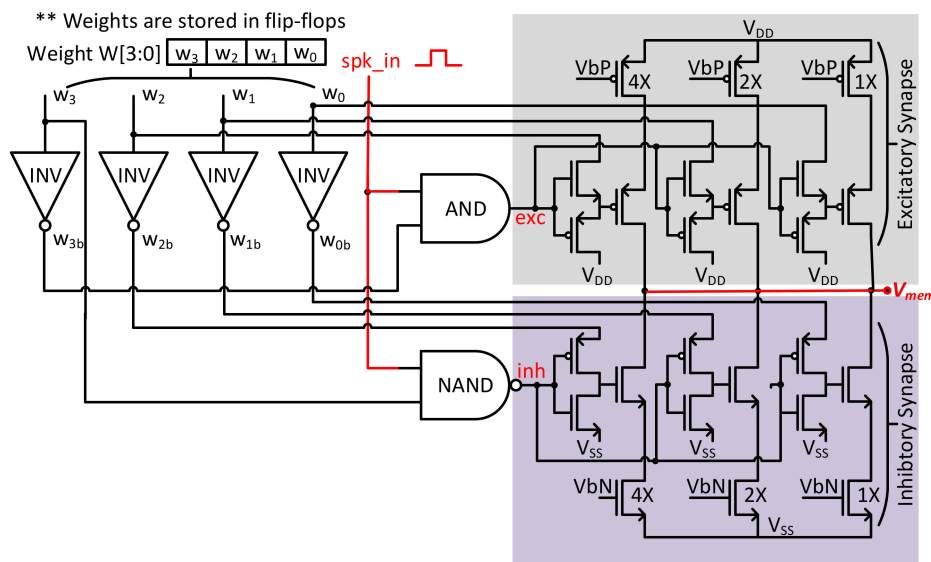 ** Weights are stored in flip-flops
Weight W[3:0] w3 w2 w1 w0
spk_in
w3 w2 w1 w0
INV INV INV INV
w3b w2b w1b w0b
AND
exc
NAND
inh
VDD
VbP 4X VbP 2X VbP 1X
VDD VDD VDD
Excitatory Synapse
Vmen
VSS VSS VSS
VbN 4X VbN 2X VbN 1X
VSS
Inhibtory Synapse